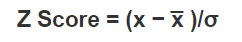 Z Score = (x − x̅ )/σ